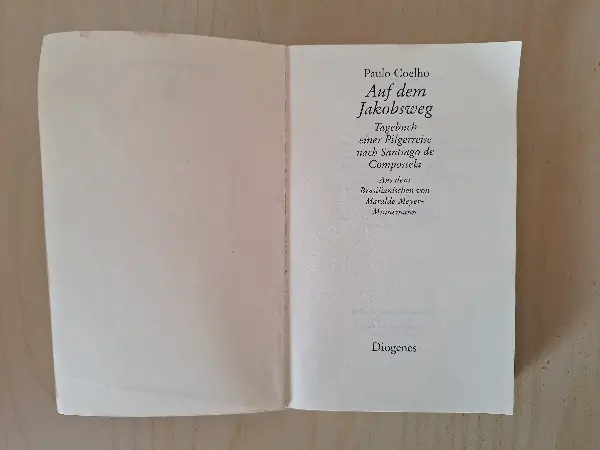 Paulo Coelho
Auf dem
Jakobsweg
Tagebuch
einer Pilgerreise
nach Santiago de
Compostela
Aus dem
Brasilianischen von
Maralde Meyer-
Minnemann
Diogenes